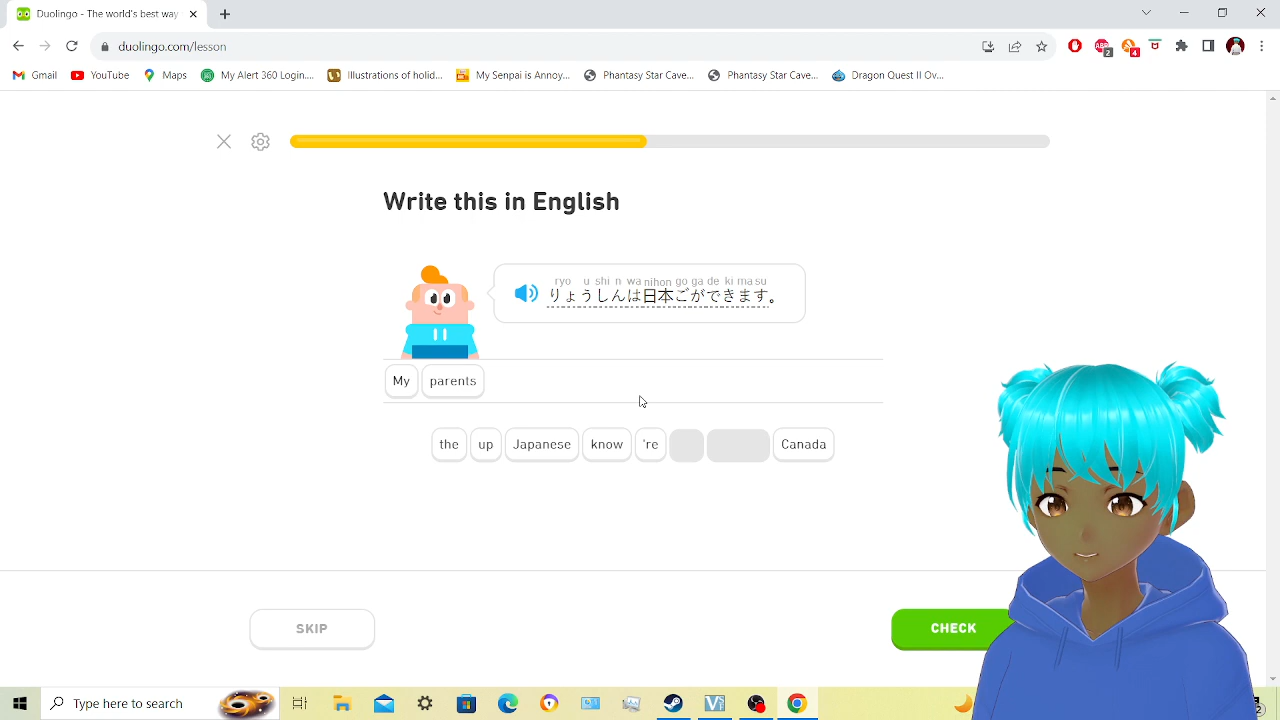 Duolingo - The world's best way
duolingo.com/lesson
2
4
Gmail
YouTube
Maps
My Alert 360 Login....
Illustrations of holid...
My Senpai is Annoy...
Phantasy Star Cave...
Phantasy Star Cave...
Dragon Quest II Ov...
Write this in English
ryo u shi n wa nihon go ga de ki ma su
りょうしんは日本ごができます。
My parents
the up Japanese know 're Canada
SKIP
CHECK
Type here to search